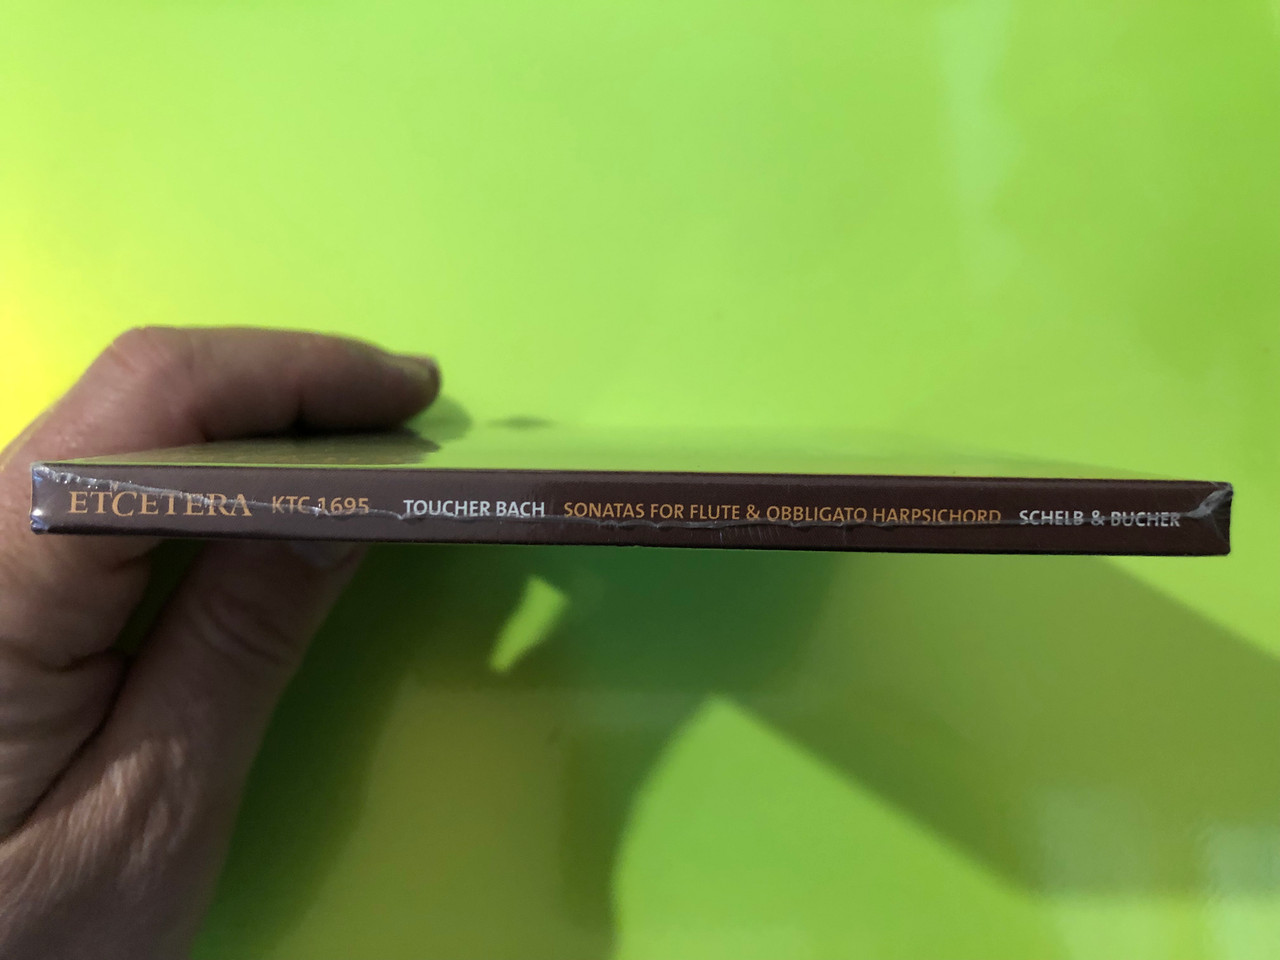 ETCETERA KTC 1695 TOUCHER BACH SONATAS FOR FLUTE & OBBLIGATO HARPSICHORD SCHELB & BUCHER